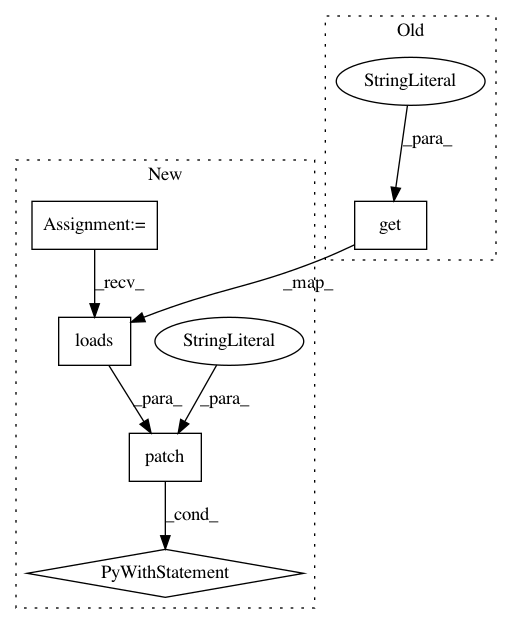 Old
StringLiteral
_para_
New
Assignment:=
get
_recv_
_map_
loads
StringLiteral
_para_
_para_
patch
_cond_
PyWithStatement